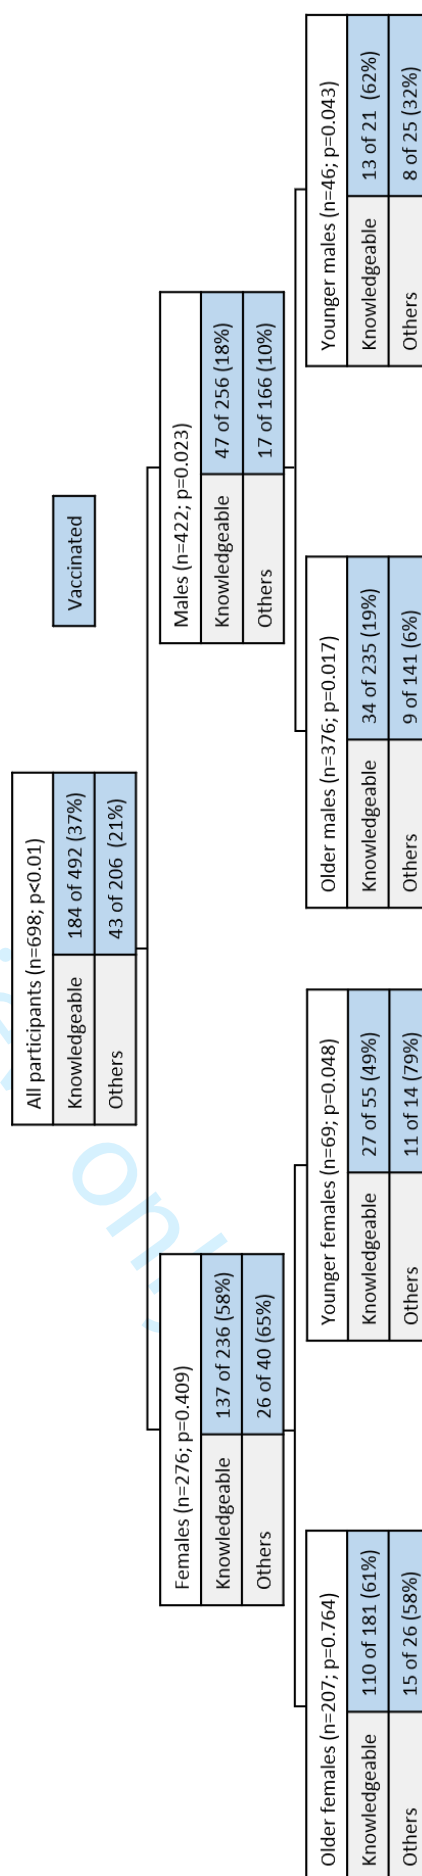 All participants (n=698; p<0.01)
Knowledgeable 184 of 492 (37%)
Others 43 of 206 (21%)
Vaccinated
Females (n=276; p=0.409)
Knowledgeable 137 of 236 (58%)
Others 26 of 40 (65%)
Males (n=422; p=0.023)
Knowledgeable 47 of 256 (18%)
Others 17 of 166 (10%)
Older females (n=207; p=0.764)
Knowledgeable 110 of 181 (61%)
Others 15 of 26 (58%)
Younger females (n=69; p=0.048)
Knowledgeable 27 of 55 (49%)
Others 11 of 14 (79%)
Older males (n=376; p=0.017)
Knowledgeable 34 of 235 (19%)
Others 9 of 141 (6%)
Younger males (n=46; p=0.043)
Knowledgeable 13 of 21 (62%)
Others 8 of 25 (32%)